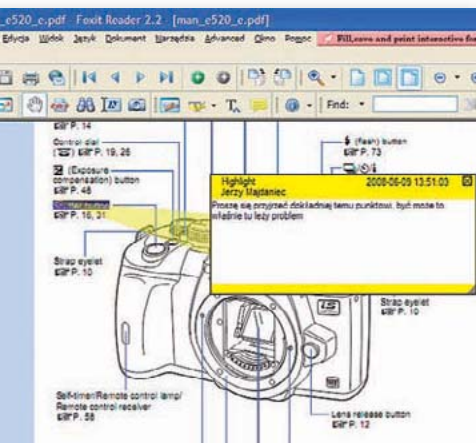 _e520_e.pdf - Foxit Reader 2.2 - [man_e520_e.pdf]
Edycja Widok Język Dokument Narzędzia Advanced Okno Pomoc Fill,save and print interactive for
Find:
P. 14
Control dial
P. 19, 28
(Exposure
compensation) button
P. 48
P. 16, 31
Strap eyelet
P. 10
(flash) button
P. 73
Highlight 2008-06-09 13:51:03
Jerzy Majdaniec
Proszę się przyjrzeć dokładniej temu punktowi, być może to
właśnie tu leży problem
Strap eyelet
P. 10
Self-timer/Remote control lamp/
Remote control receiver
P. 58
Lens release button
P. 12